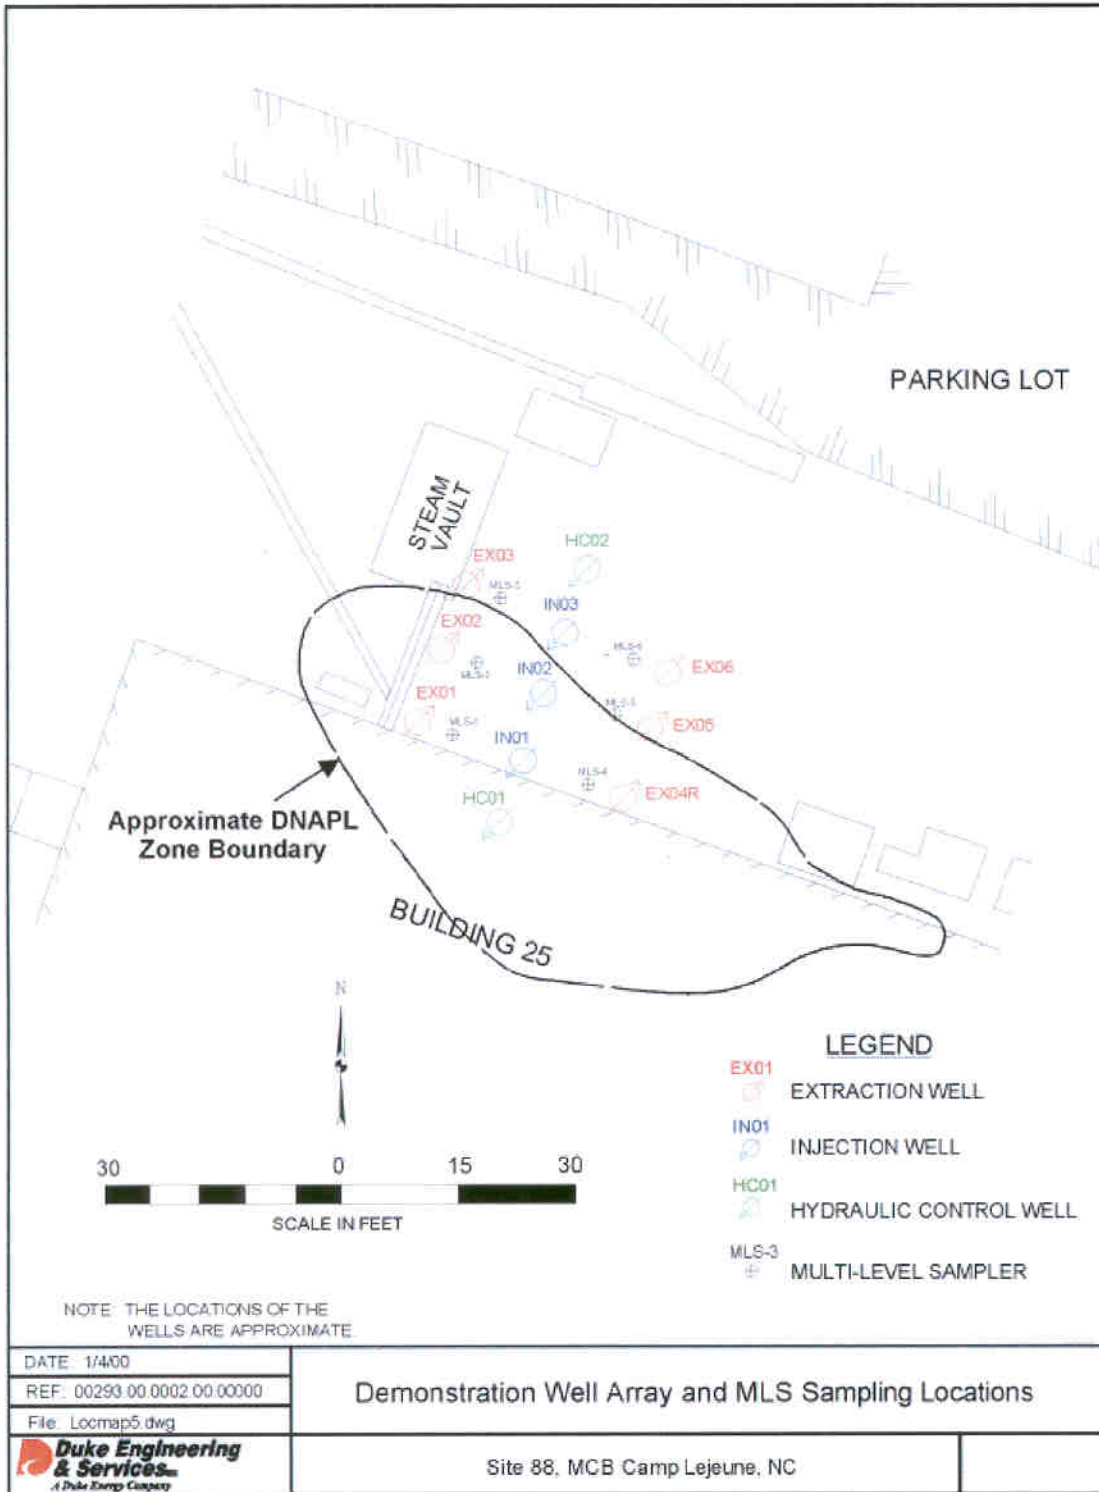 PARKING LOT
STEAM
VAULT
HC02
EX03
MLS-3
IN03
EX02
EX06
IN02
EX01
EX05
IN01
MLS-4
EX04R
HC01
Approximate DNAPL
Zone Boundary
BUILDING 25
N
LEGEND
EX01
EXTRACTION WELL
IN01
INJECTION WELL
HC01
HYDRAULIC CONTROL WELL
MLS-3
MULTI-LEVEL SAMPLER
30 0 15 30
SCALE IN FEET
NOTE: THE LOCATIONS OF THE
WELLS ARE APPROXIMATE.
DATE: 1/4/00
REF: 00293.00.0002.00.00000
File: Locmap5.dwg
Demonstration Well Array and MLS Sampling Locations
Duke Engineering
& Services
A Duke Energy Company
Site 88, MCB Camp Lejeune, NC